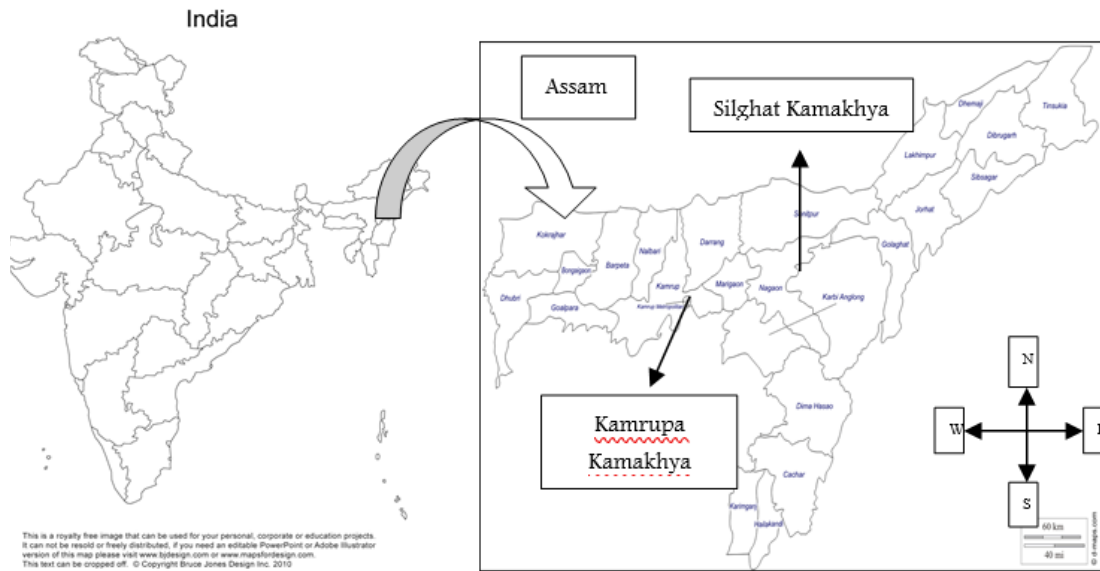 India
Assam
Silghat Kamakhya
Dhemaji
Tinsukia
Dibrugarh
Lakhimpur
Sibsagar
Jorhat
Sonitpur
Golaghat
Kokrajhar
Nalbari
Darrang
Barpeta
Bongaigaon
Kamrup
Marigaon
Nagaon
Karbi Anglong
Dhubri
Goalpara
Kamrup Metropolitan
Kamrupa
Kamakhya
Dima Hasao
Cachar
Karimganj
Hailakandi
N
W
S
60 km
40 mi
© d-maps.com
This is a royalty free image that can be used for your personal, corporate or education projects.
It can not be resold or freely distributed, if you need an editable PowerPoint or Adobe Illustrator
version of this map please visit www.bjdesign.com or www.mapsfordesign.com.
This text can be cropped off. © Copyright Bruce Jones Design Inc. 2010